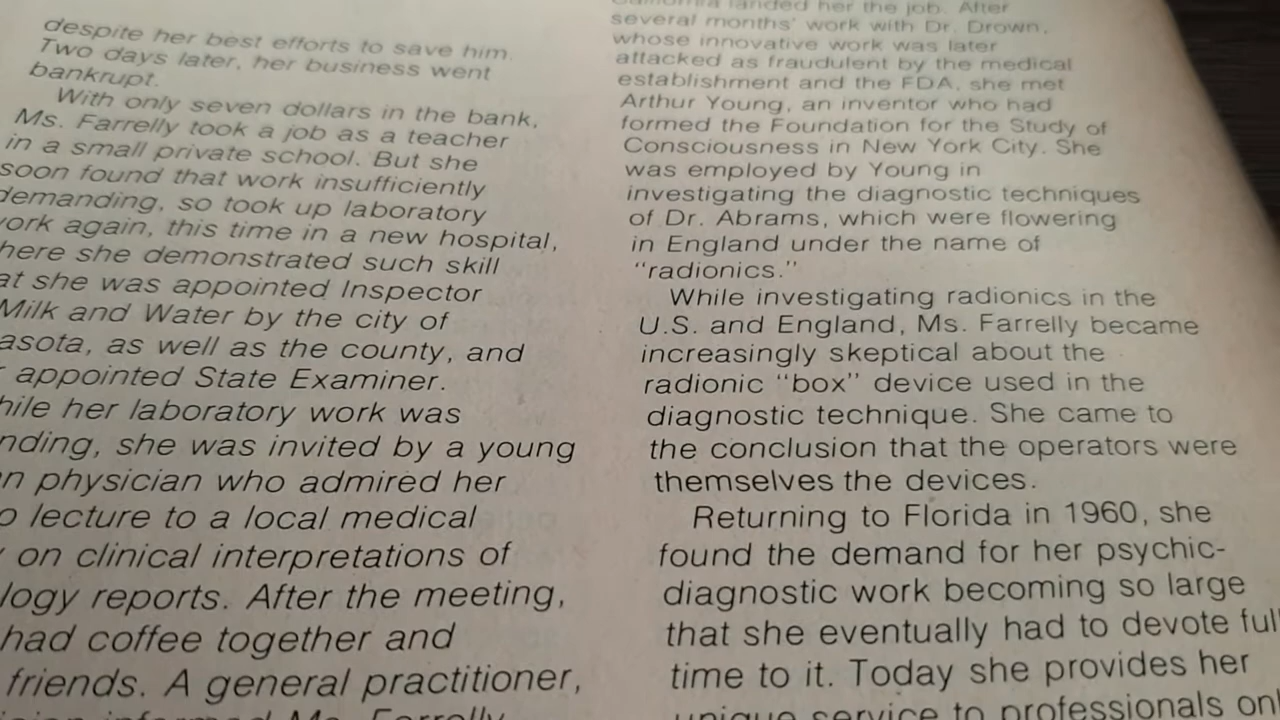 despite her best efforts to save him.
Two days later, her business went
bankrupt.
With only seven dollars in the bank,
Ms. Farrelly took a job as a teacher
in a small private school. But she
soon found that work insufficiently
demanding, so took up laboratory
work again, this time in a new hospital,
here she demonstrated such skill
at she was appointed Inspector
Milk and Water by the city of
asota, as well as the county, and
appointed State Examiner.
hile her laboratory work was
nding, she was invited by a young
n physician who admired her
o lecture to a local medical
on clinical interpretations of
logy reports. After the meeting,
had coffee together and
friends. A general practitioner,
Ms. Farrelly
California landed her the job. After
several months' work with Dr. Drown,
whose innovative work was later
attacked as fraudulent by the medical
establishment and the FDA, she met
Arthur Young, an inventor who had
formed the Foundation for the Study of
Consciousness in New York City. She
was employed by Young in
investigating the diagnostic techniques
of Dr. Abrams, which were flowering
in England under the name of
"radionics."
While investigating radionics in the
U.S. and England, Ms. Farrelly became
increasingly skeptical about the
radionic "box" device used in the
diagnostic technique. She came to
the conclusion that the operators were
themselves the devices.
Returning to Florida in 1960, she
found the demand for her psychic-
diagnostic work becoming so large
that she eventually had to devote full
time to it. Today she provides her
unique service to professionals onl